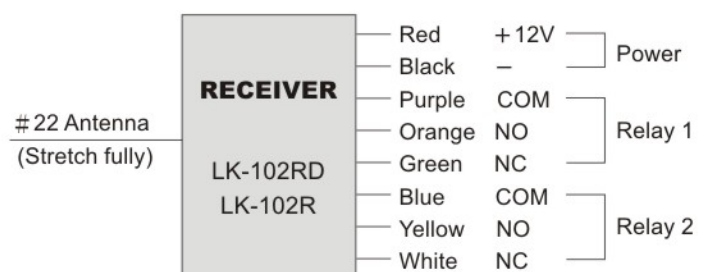 Red +12V
Power
Black −
RECEIVER
Purple COM
#22 Antenna
Orange NO Relay 1
(Stretch fully)
Green NC
LK-102RD
Blue COM
LK-102R
Yellow NO Relay 2
White NC